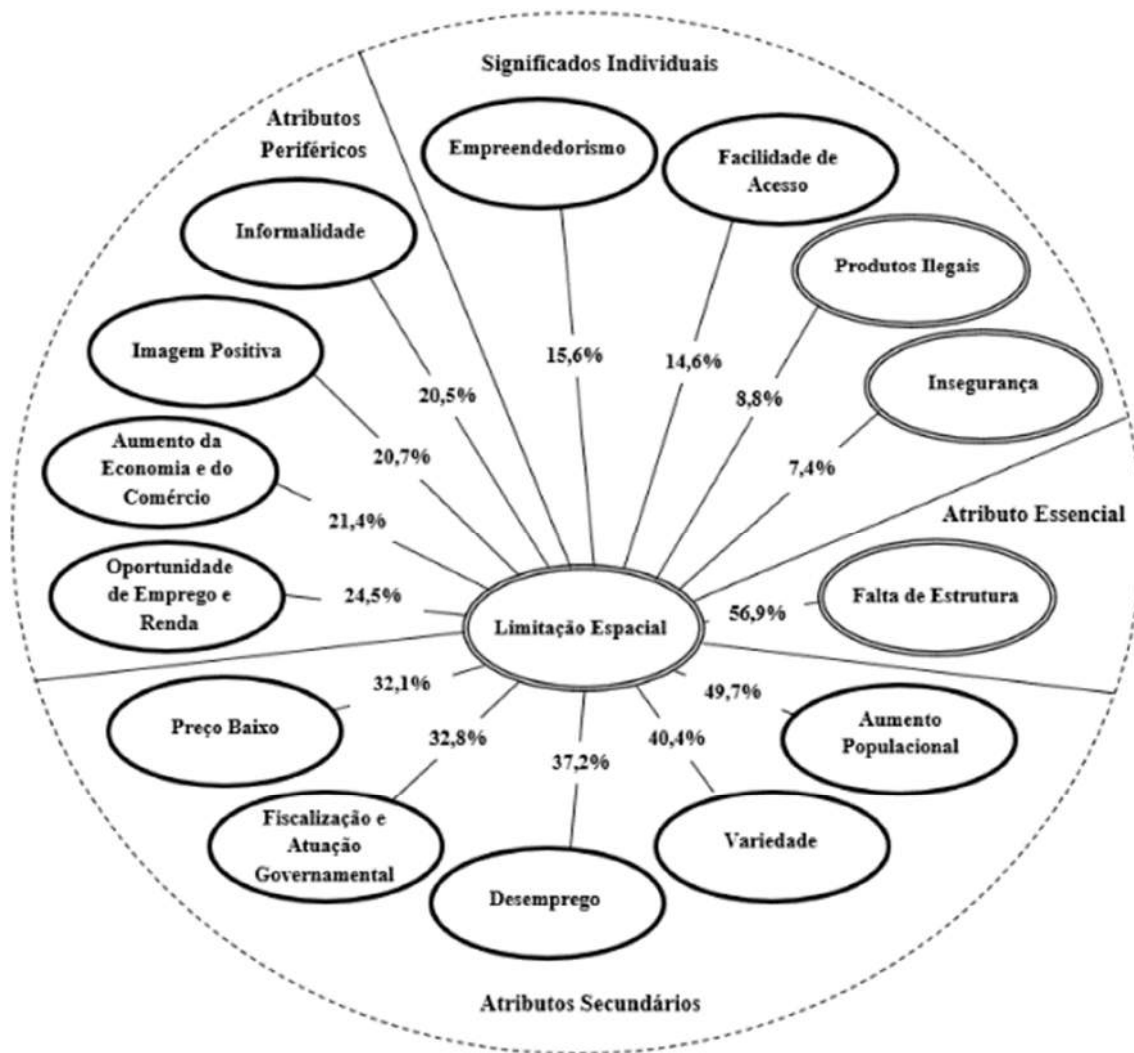 Significados Individuais
Atributos
Periféricos
Empreendedorismo
Facilidade de
Acesso
Informalidade
Produtos Ilegais
Imagem Positiva
Insegurança
15,6%
14,6%
8,8%
20,5%
7,4%
20,7%
Aumento da
Economia e do
Comércio
21,4%
Atributo Essencial
Oportunidade
de Emprego e
Renda
24,5%
Limitação Espacial
56,9%
Falta de Estrutura
32,1%
49,7%
Preço Baixo
32,8%
37,2%
40,4%
Aumento
Populacional
Fiscalização e
Atuação
Governamental
Desemprego
Variedade
Atributos Secundários